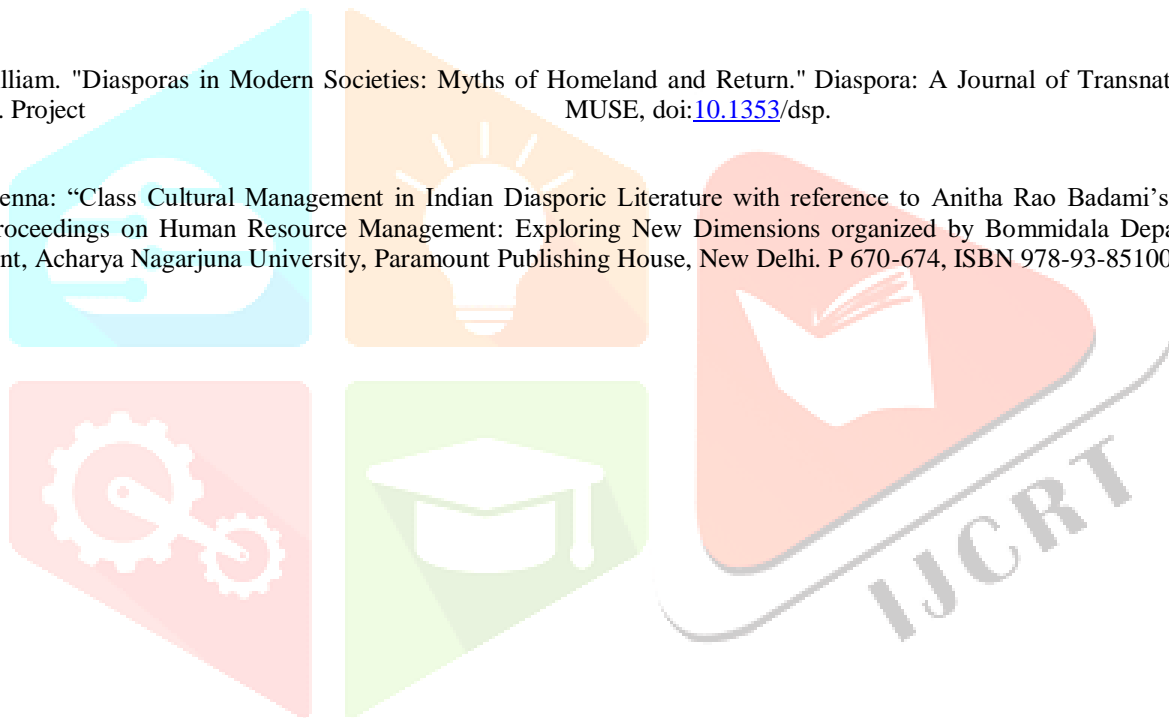 lliam. "Diasporas in Modern Societies: Myths of Homeland and Return." Diaspora: A Journal of Transnat
. Project MUSE, doi:10.1353/dsp.
enna: “Class Cultural Management in Indian Diasporic Literature with reference to Anitha Rao Badami’s
roceedings on Human Resource Management: Exploring New Dimensions organized by Bommidala Depa
nt, Acharya Nagarjuna University, Paramount Publishing House, New Delhi. P 670-674, ISBN 978-93-85100
IJCRT